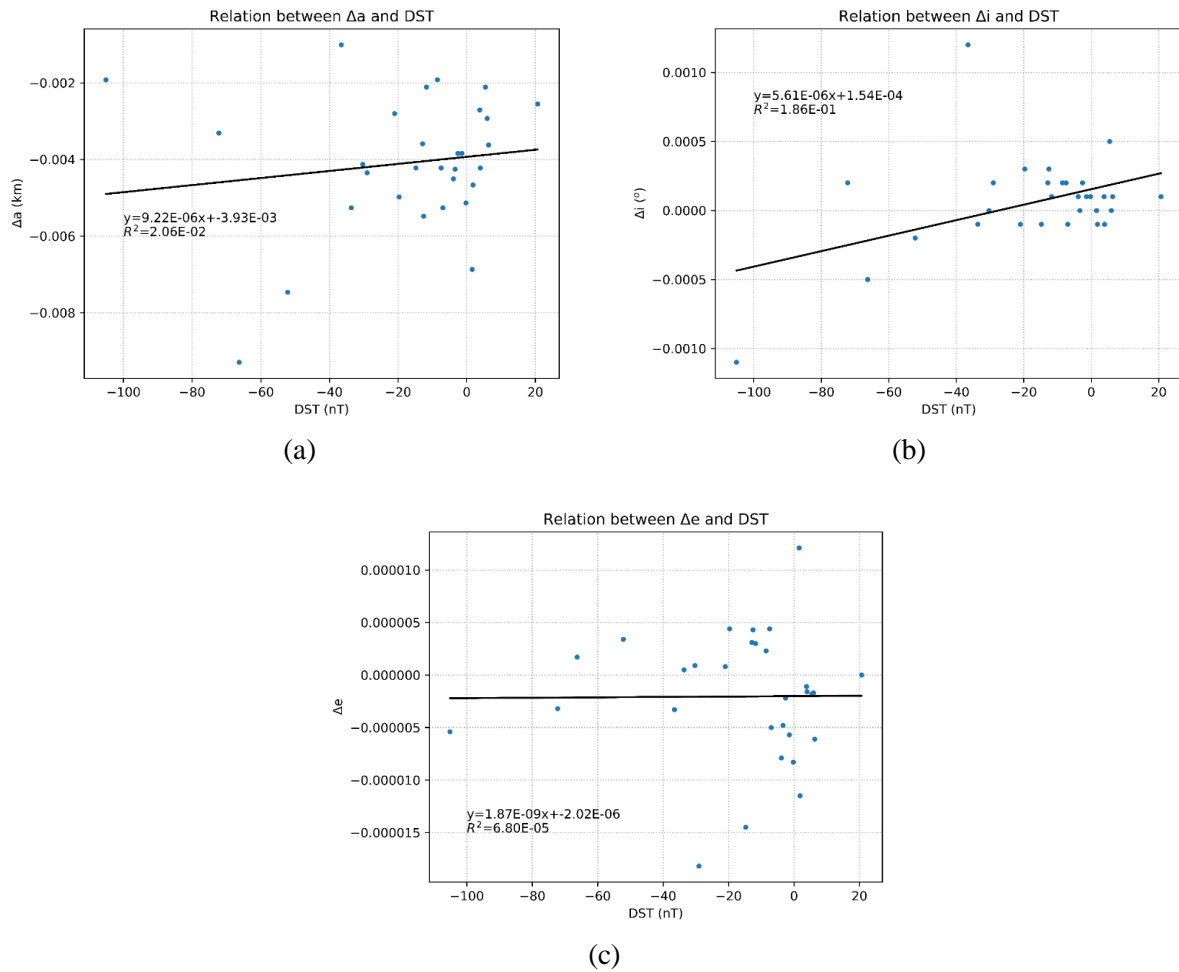 Relation between Δa and DST
Δa (km)
−0.002
−0.004
−0.006
−0.008
y=9.22E-06x+-3.93E-03
R²=2.06E-02
−100 −80 −60 −40 −20 0 20
DST (nT)
(a)
Relation between Δi and DST
Δi (°)
0.0010
0.0005
0.0000
−0.0005
−0.0010
y=5.61E-06x+1.54E-04
R²=1.86E-01
−100 −80 −60 −40 −20 0 20
DST (nT)
(b)
Relation between Δe and DST
Δe
0.000010
0.000005
0.000000
−0.000005
−0.000010
−0.000015
y=1.87E-09x+-2.02E-06
R²=6.80E-05
−100 −80 −60 −40 −20 0 20
DST (nT)
(c)